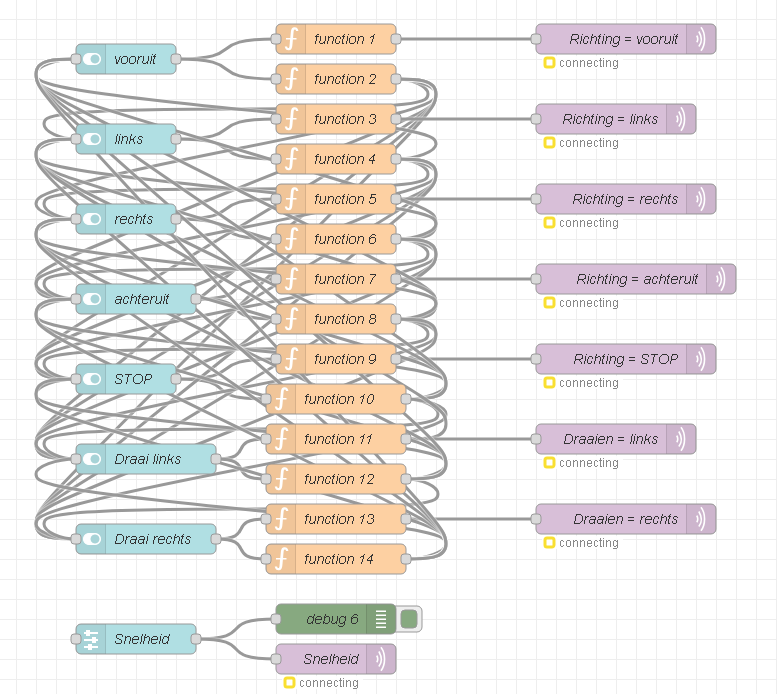 vooruit
function 1
Richting = vooruit
connecting
function 2
links
function 3
Richting = links
connecting
function 4
rechts
function 5
Richting = rechts
connecting
function 6
achteruit
function 7
Richting = achteruit
connecting
function 8
STOP
function 9
Richting = STOP
connecting
function 10
Draai links
function 11
Draaien = links
connecting
function 12
Draai rechts
function 13
Draaien = rechts
connecting
function 14
Snelheid
debug 6
Snelheid
connecting